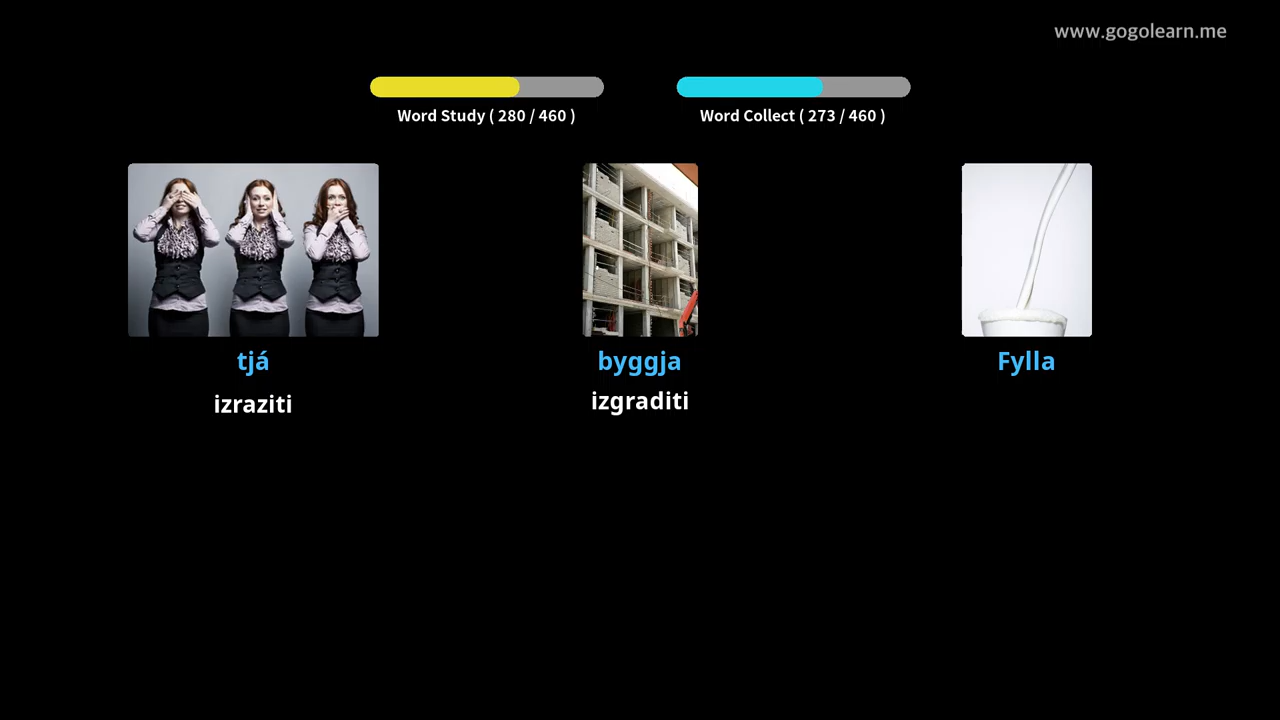 www.gogolearn.me
Word Study ( 280 / 460 )
Word Collect ( 273 / 460 )
tjá
byggja
Fylla
izraziti
izgraditi